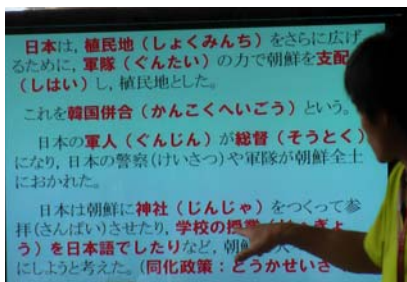 日本は，植民地（しょくみんち）をさらに広げ
るために，軍隊（ぐんたい）の力で朝鮮を支配
（しはい）し，植民地とした。
これを韓国併合（かんこくへいごう）という。
日本の軍人（ぐんじん）が総督（そうとく）
になり，日本の警察（けいさつ）や軍隊が朝鮮全土
におかれた。
日本は朝鮮に神社（じんじゃ）をつくって参
拝（さんぱい）させたり，学校の授業
う）を日本語でしたりなど，朝鮮
にしようと考えた。（同化政策：どうかせいさ